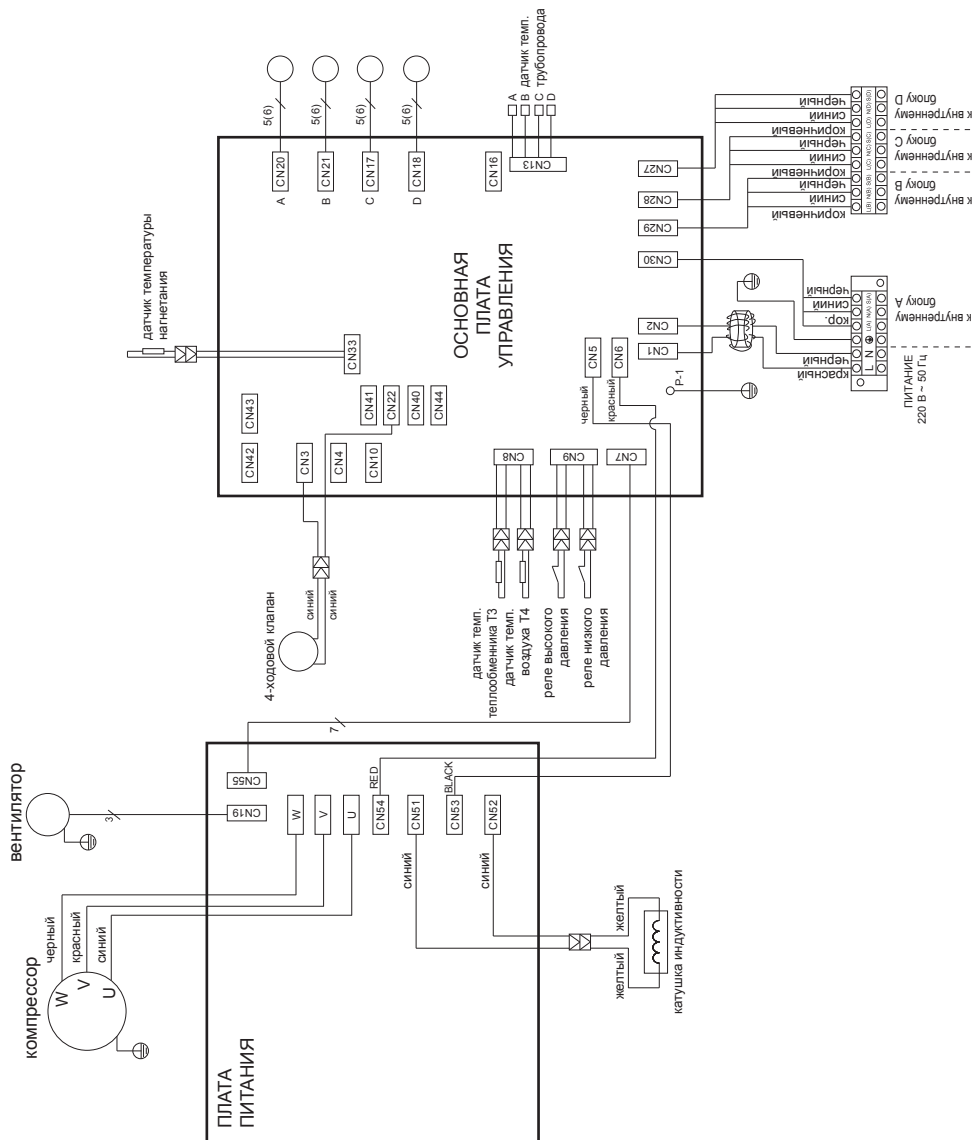 A
B
C
D
5(6)
5(6)
5(6)
5(6)
CN20
CN21
CN17
CN18
A
B
C
D
датчик темп.
трубопровода
CN16
CN13
датчик температуры
нагнетания
CN33
ОСНОВНАЯ
ПЛАТА
УПРАВЛЕНИЯ
CN27
CN28
CN29
CN30
CN2
CN1
CN5
CN6
черный
красный
P-1
CN43
CN42
CN41
CN22
CN40
CN44
CN3
CN4
CN10
CN8
CN9
CN7
4-ходовой клапан
синий
синий
датчик темп.
теплообменника T3
датчик темп.
воздуха T4
реле высокого
давления
реле низкого
давления
черный
синий
коричневый
черный
синий
коричневый
черный
синий
коричневый
L(B) N(B) S(B) L(C) N(C) S(C) L(D) N(D) S(D)
к внутреннему
блоку D
к внутреннему
блоку C
к внутреннему
блоку B
черный
синий
кор.
черный
красный
L N L(A) N(A) S(A)
к внутреннему
блоку A
ПИТАНИЕ
220 В ~ 50 Гц
вентилятор
3
7
CN55
CN19
W
V
U
CN54
RED
CN51
CN53
BLACK
CN52
синий
синий
желтый
желтый
катушка индуктивности
компрессор
черный
красный
синий
W
V
U
ПЛАТА
ПИТАНИЯ